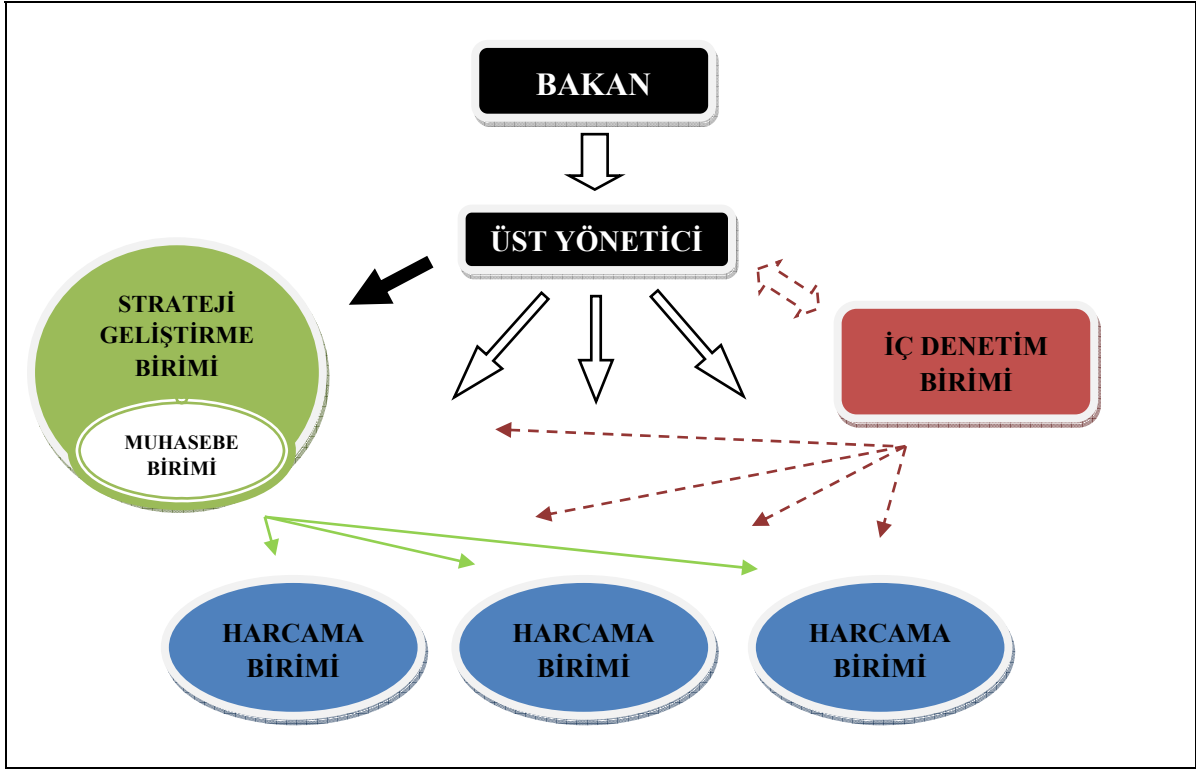 BAKAN
ÜST YÖNETİCİ
STRATEJİ
GELİŞTİRME
BİRİMİ
MUHASEBE
BİRİMİ
İÇ DENETİM
BİRİMİ
HARCAMA
BİRİMİ
HARCAMA
BİRİMİ
HARCAMA
BİRİMİ